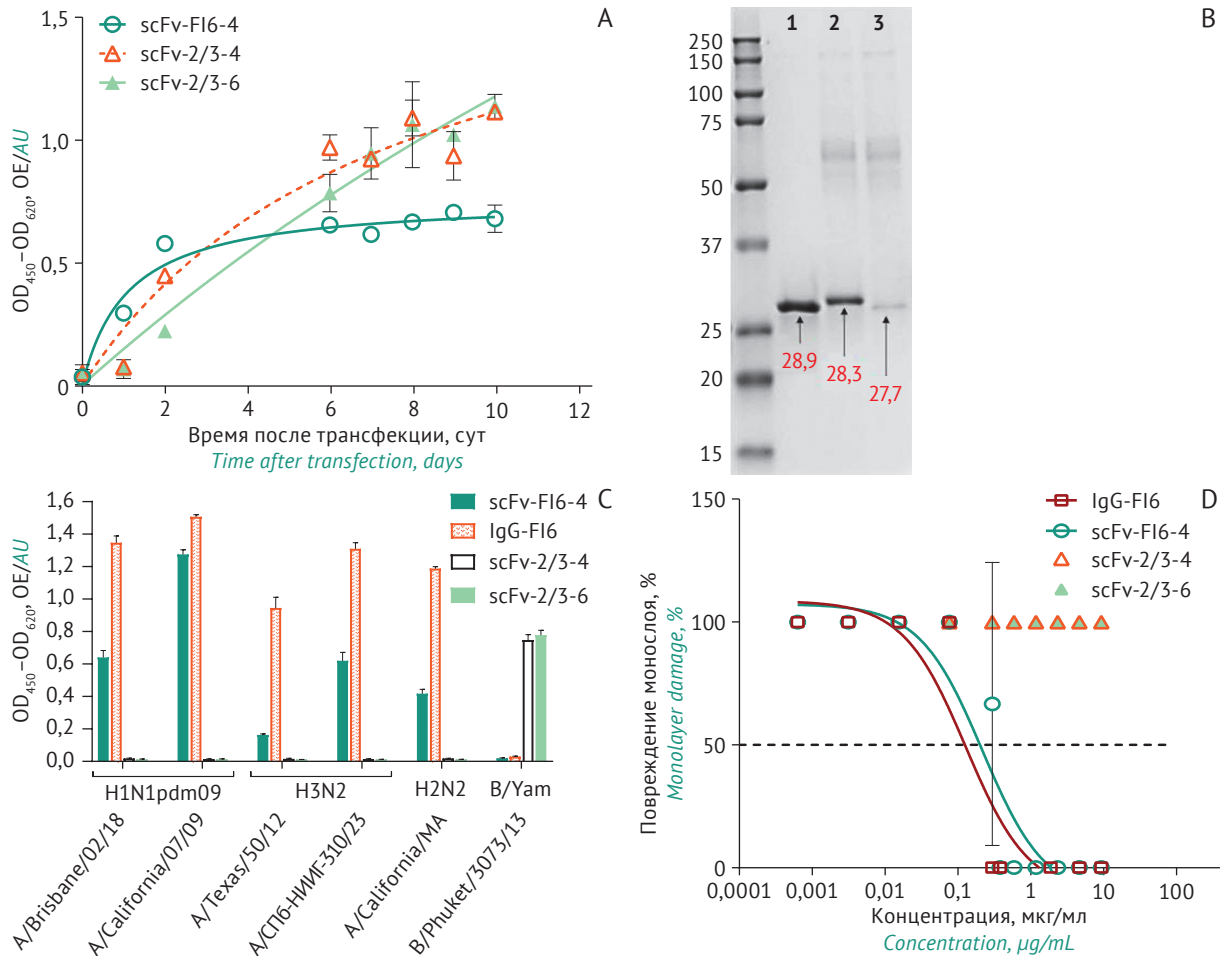 A
1,5
1,0
0,5
0
scFv-FI6-4
scFv-2/3-4
scFv-2/3-6
OD450–OD620, OE/AU
0 2 4 6 8 10 12
Время после трансфекции, сут
Time after transfection, days
B
1 2 3
250
150
100
75
50
37
25
20
15
28,9
28,3
27,7
C
1,6
1,4
1,2
1,0
0,8
0,6
0,4
0,2
0,0
OD450–OD620, OE/AU
scFv-FI6-4
IgG-FI6
scFv-2/3-4
scFv-2/3-6
H1N1pdm09 H3N2 H2N2 B/Yam
A/Brisbane/02/18
A/California/07/09
A/Texas/50/12
A/СПб-НИИГ-310/23
A/California/MA
B/Phuket/3073/13
D
150
100
50
0
Повреждение монослоя, %
Monolayer damage, %
IgG-FI6
scFv-FI6-4
scFv-2/3-4
scFv-2/3-6
0,0001 0,001 0,01 0,1 1 10 100
Концентрация, мкг/мл
Concentration, µg/mL